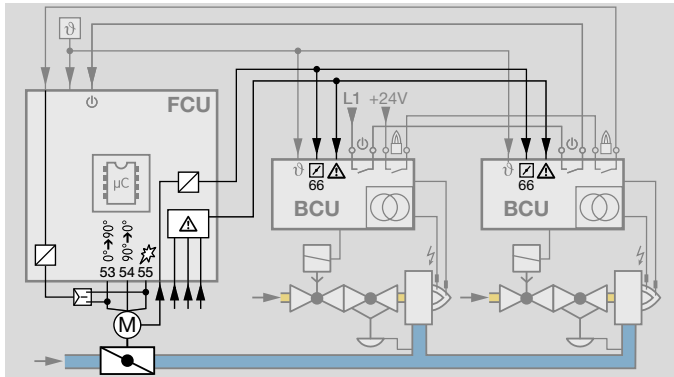 ϑ
FCU
L1 +24V
µC
ϑ
66
BCU
ϑ
66
BCU
0°→90°
90°→0°
53 54 55
M